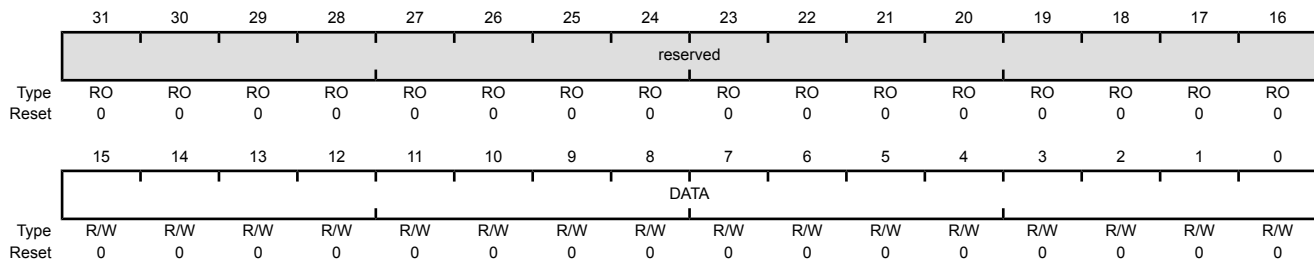 31 30 29 28 27 26 25 24 23 22 21 20 19 18 17 16
reserved
Type RO RO RO RO RO RO RO RO RO RO RO RO RO RO RO RO
Reset 0 0 0 0 0 0 0 0 0 0 0 0 0 0 0 0
15 14 13 12 11 10 9 8 7 6 5 4 3 2 1 0
DATA
Type R/W R/W R/W R/W R/W R/W R/W R/W R/W R/W R/W R/W R/W R/W R/W R/W
Reset 0 0 0 0 0 0 0 0 0 0 0 0 0 0 0 0